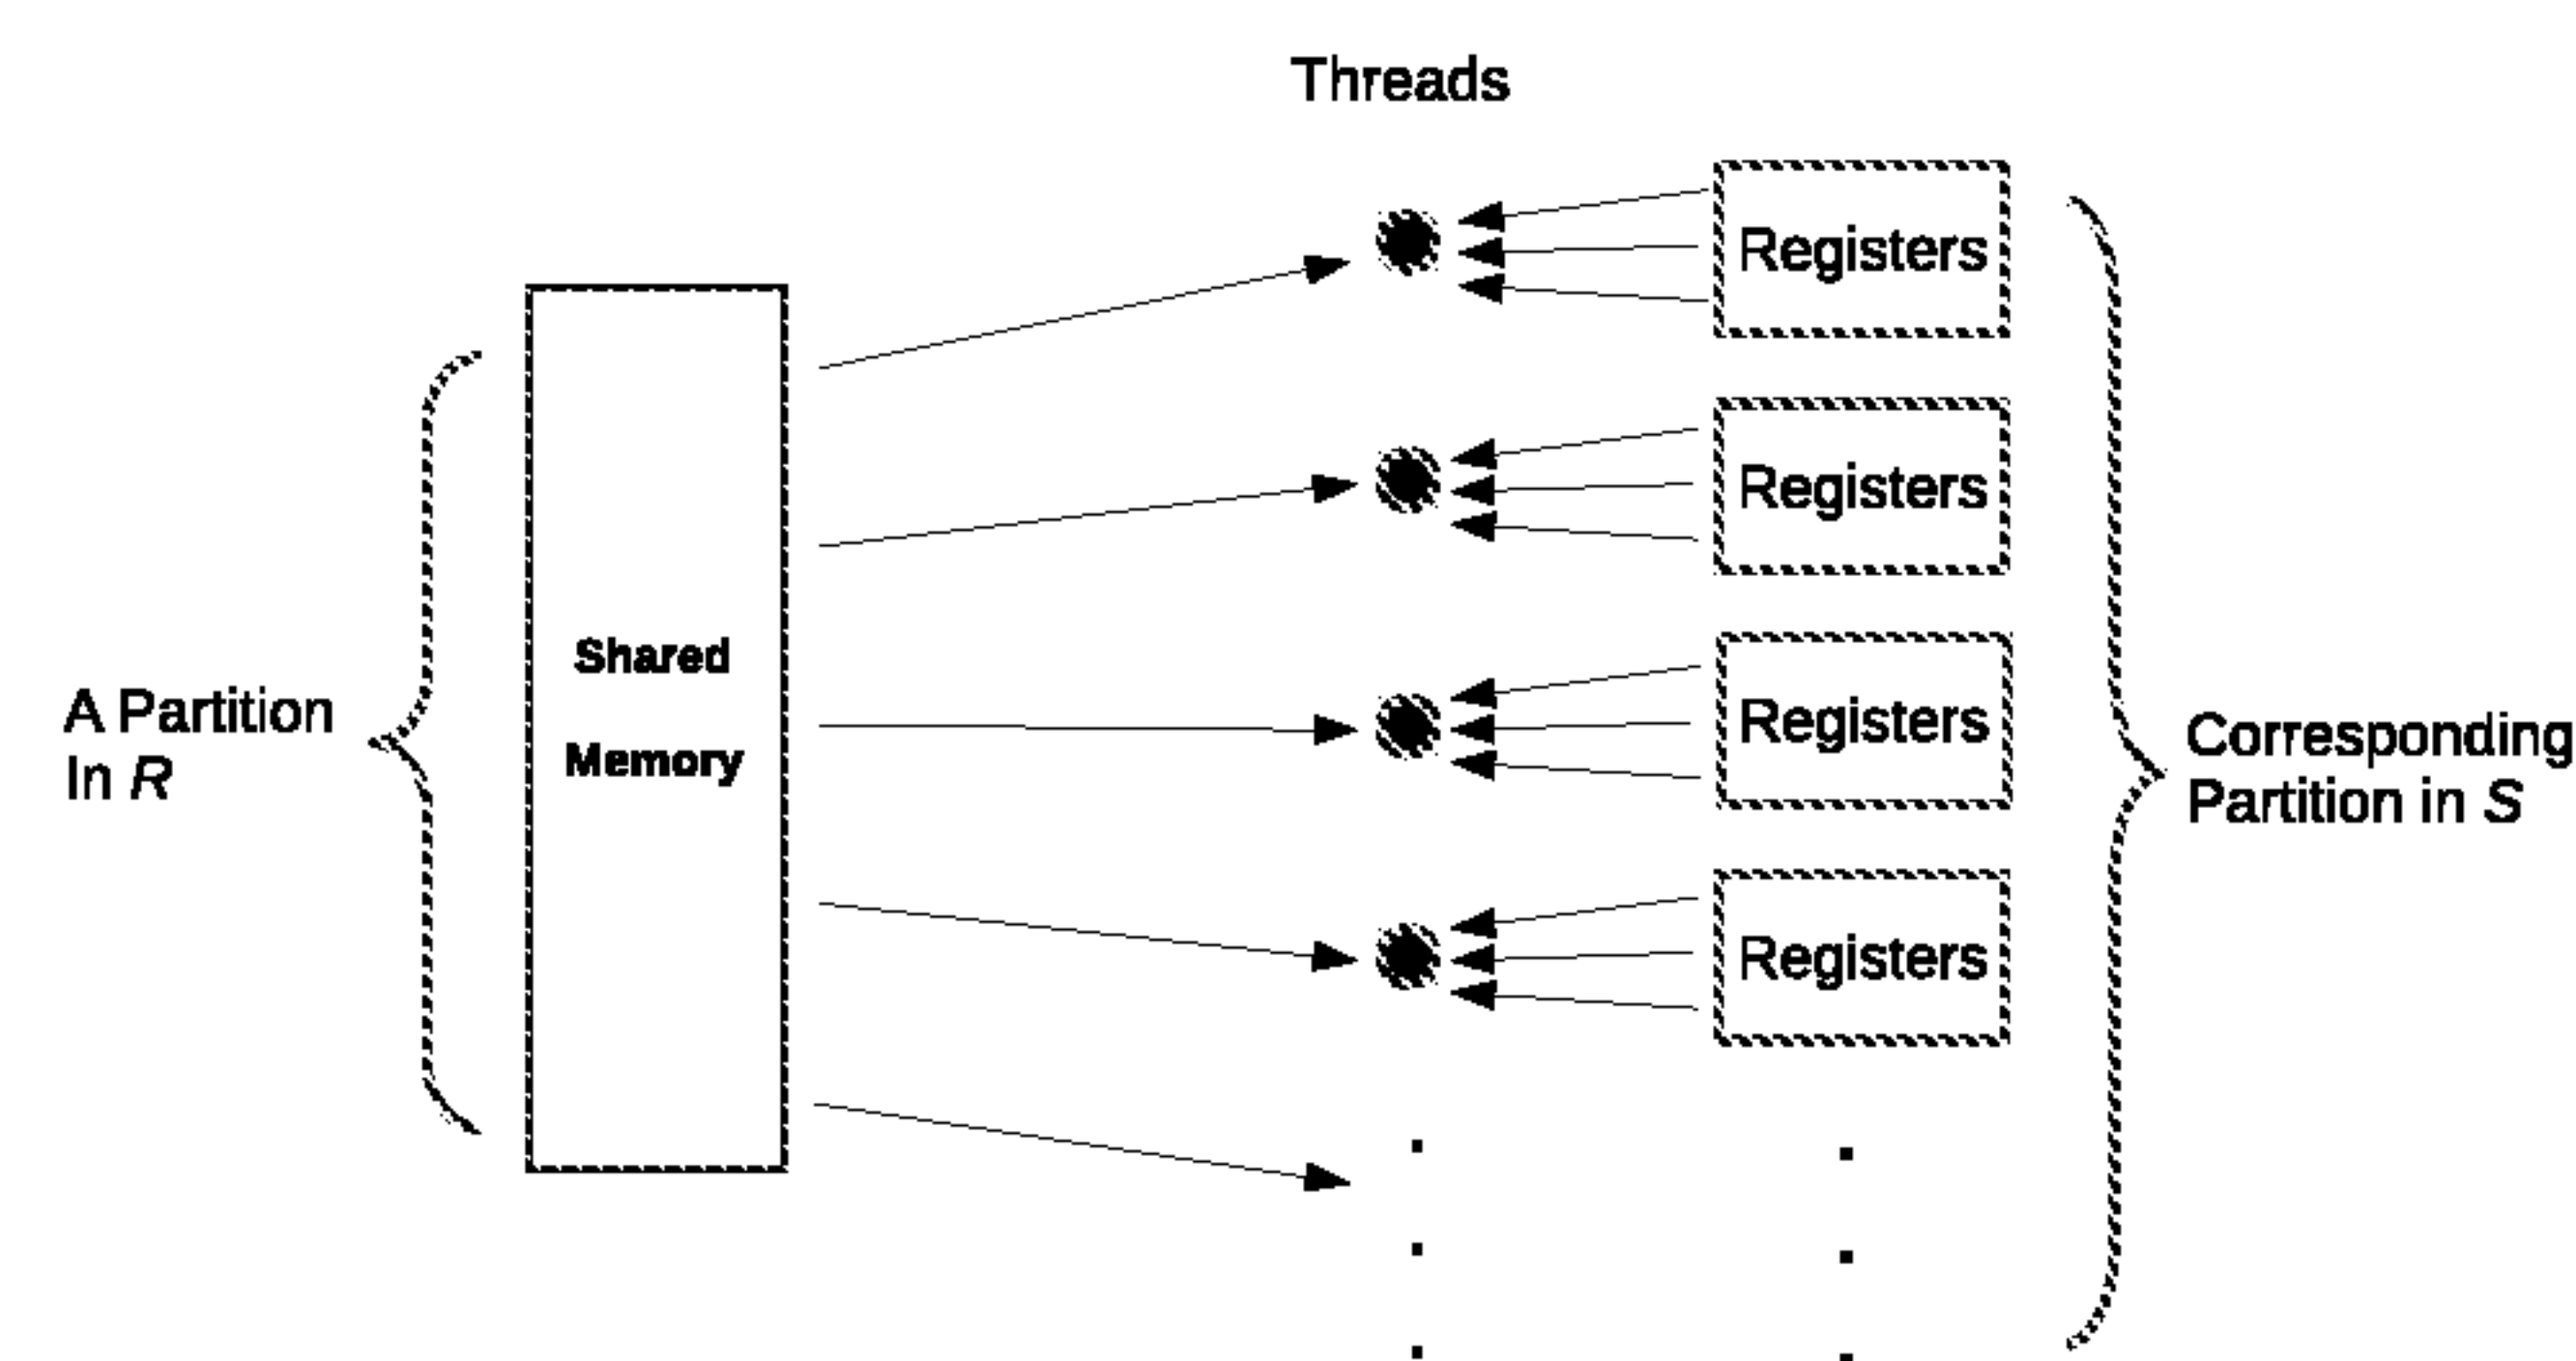 Threads
A Partition
In R
Shared
Memory
Registers
Registers
Registers
Registers
Corresponding
Partition in S